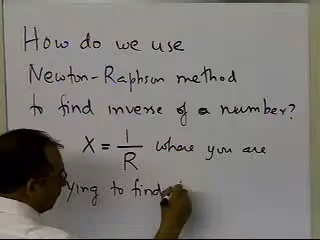 How do we use
Newton-Raphson method
to find inverse of a number?
X = 1/R where you are
ying to find